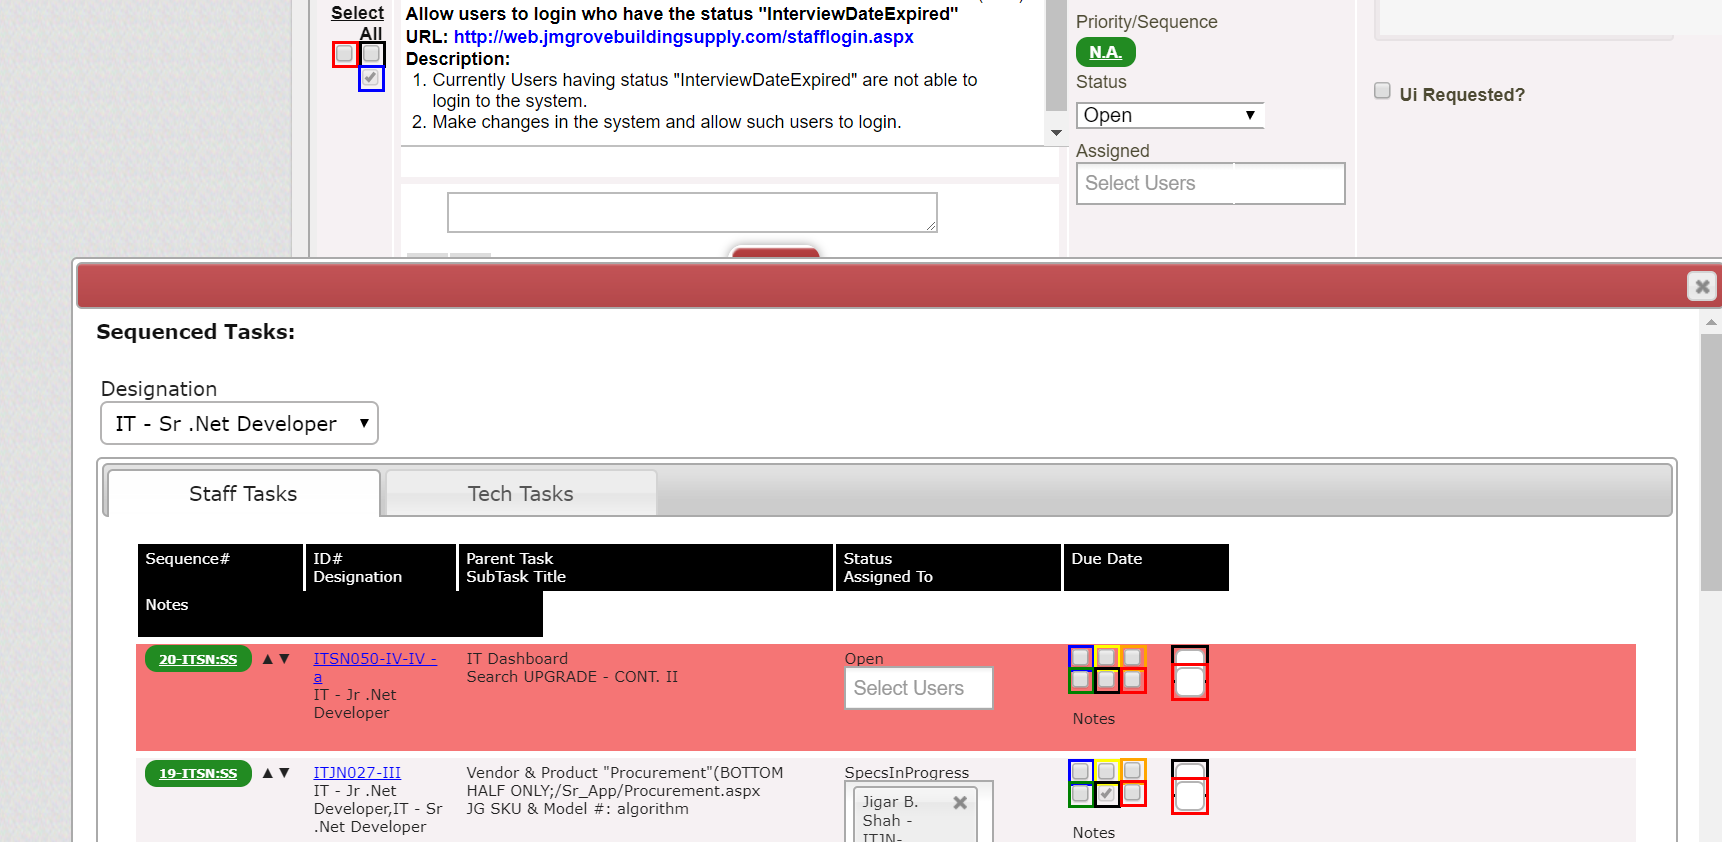 Select
All
Allow users to login who have the status "InterviewDateExpired"
URL: http://web.jmgrovebuildingsupply.com/stafflogin.aspx
Description:
1. Currently Users having status "InterviewDateExpired" are not able to
login to the system.
2. Make changes in the system and allow such users to login.
Priority/Sequence
N.A.
Status
Open
Assigned
Select Users
Ui Requested?
Sequenced Tasks:
Designation
IT - Sr .Net Developer
Staff Tasks
Tech Tasks
Sequence#
ID#
Designation
Parent Task
SubTask Title
Status
Assigned To
Due Date
Notes
20-ITSN:SS
ITSN050-IV-IV -
a
IT - Jr .Net
Developer
IT Dashboard
Search UPGRADE - CONT. II
Open
Select Users
Notes
19-ITSN:SS
ITJN027-III
IT - Jr .Net
Developer,IT - Sr
.Net Developer
Vendor & Product "Procurement"(BOTTOM
HALF ONLY;/Sr_App/Procurement.aspx
JG SKU & Model #: algorithm
SpecsInProgress
Jigar B.
Shah -
ITJN-
Notes